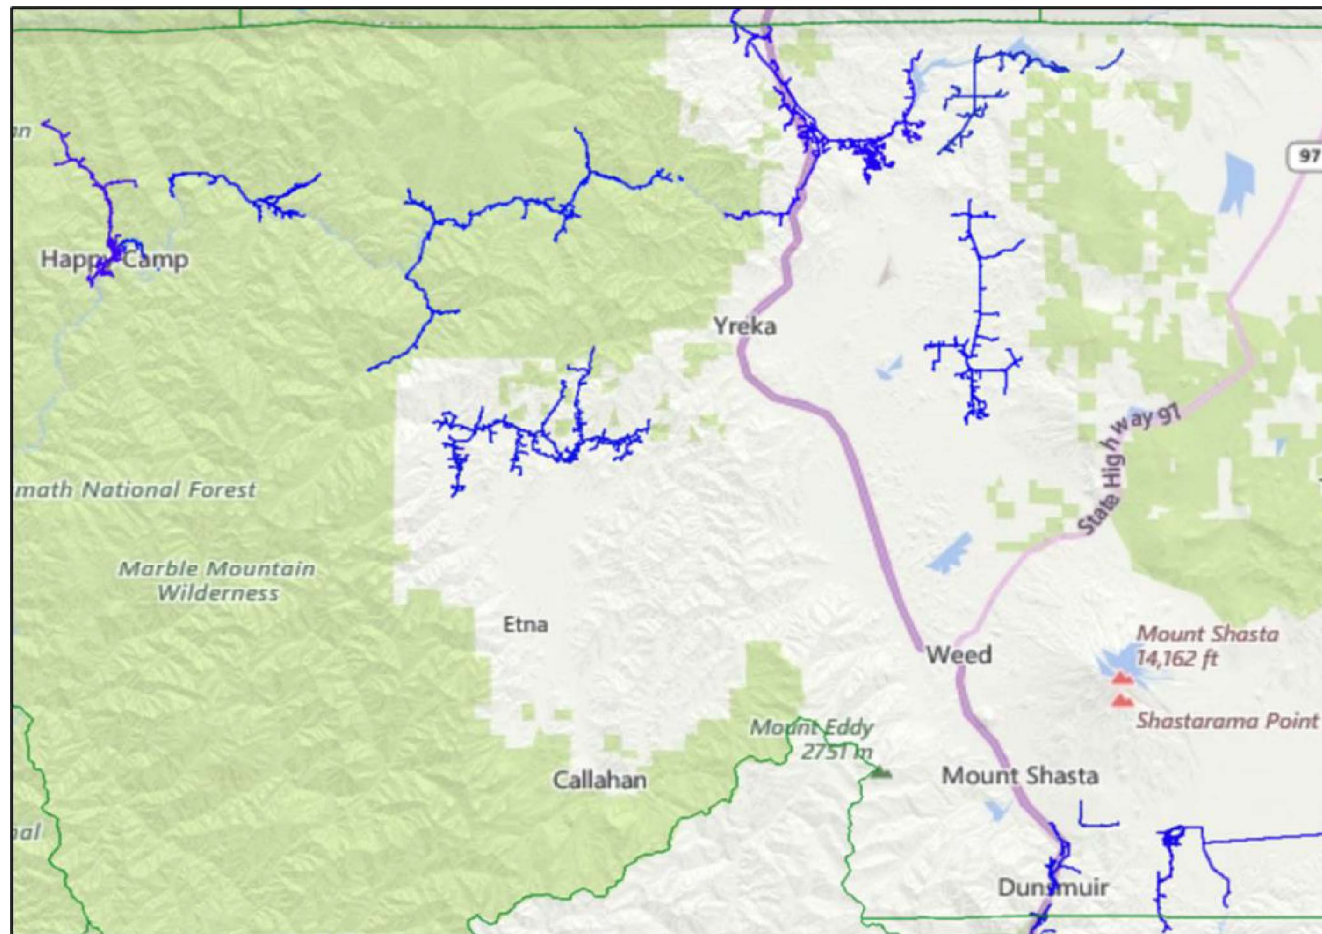 97
Happy Camp
Yreka
State Highway 97
math National Forest
Marble Mountain
Wilderness
Etna
Weed
Mount Shasta
14,162 ft
Shastarama Point
Mount Eddy
2751 m
Callahan
Mount Shasta
Dunsmuir